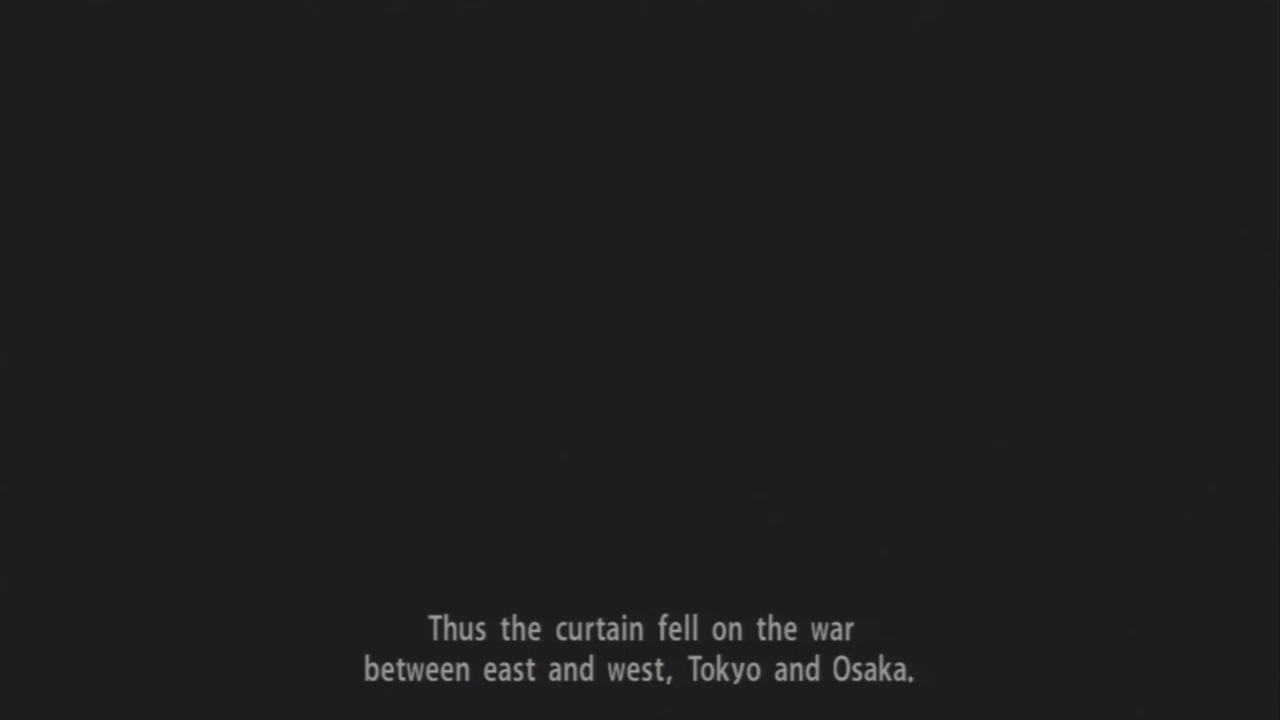 Thus the curtain fell on the war
between east and west, Tokyo and Osaka.